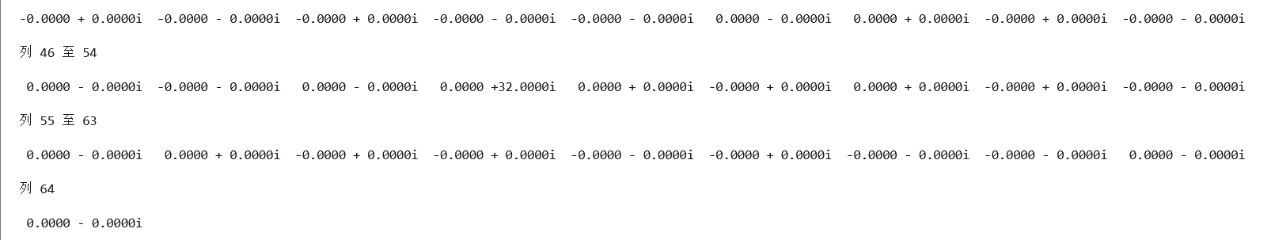 -0.0000 + 0.0000i -0.0000 - 0.0000i -0.0000 + 0.0000i -0.0000 - 0.0000i -0.0000 - 0.0000i 0.0000 - 0.0000i 0.0000 + 0.0000i -0.0000 + 0.0000i -0.0000 - 0.0000i
列 46 至 54
0.0000 - 0.0000i -0.0000 - 0.0000i 0.0000 - 0.0000i 0.0000 +32.0000i 0.0000 + 0.0000i -0.0000 + 0.0000i 0.0000 + 0.0000i -0.0000 + 0.0000i -0.0000 - 0.0000i
列 55 至 63
0.0000 - 0.0000i 0.0000 + 0.0000i -0.0000 + 0.0000i -0.0000 + 0.0000i -0.0000 - 0.0000i -0.0000 + 0.0000i -0.0000 - 0.0000i -0.0000 - 0.0000i 0.0000 - 0.0000i
列 64
0.0000 - 0.0000i